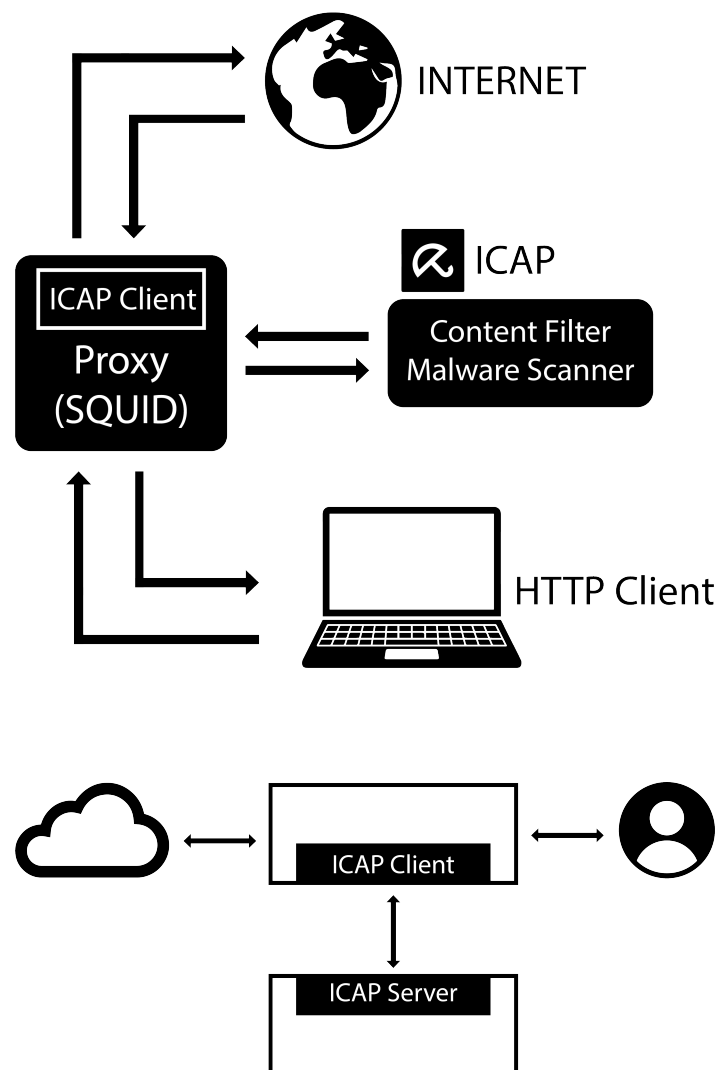 INTERNET
ICAP Client
Proxy
(SQUID)
ICAP
Content Filter
Malware Scanner
HTTP Client
ICAP Client
ICAP Server